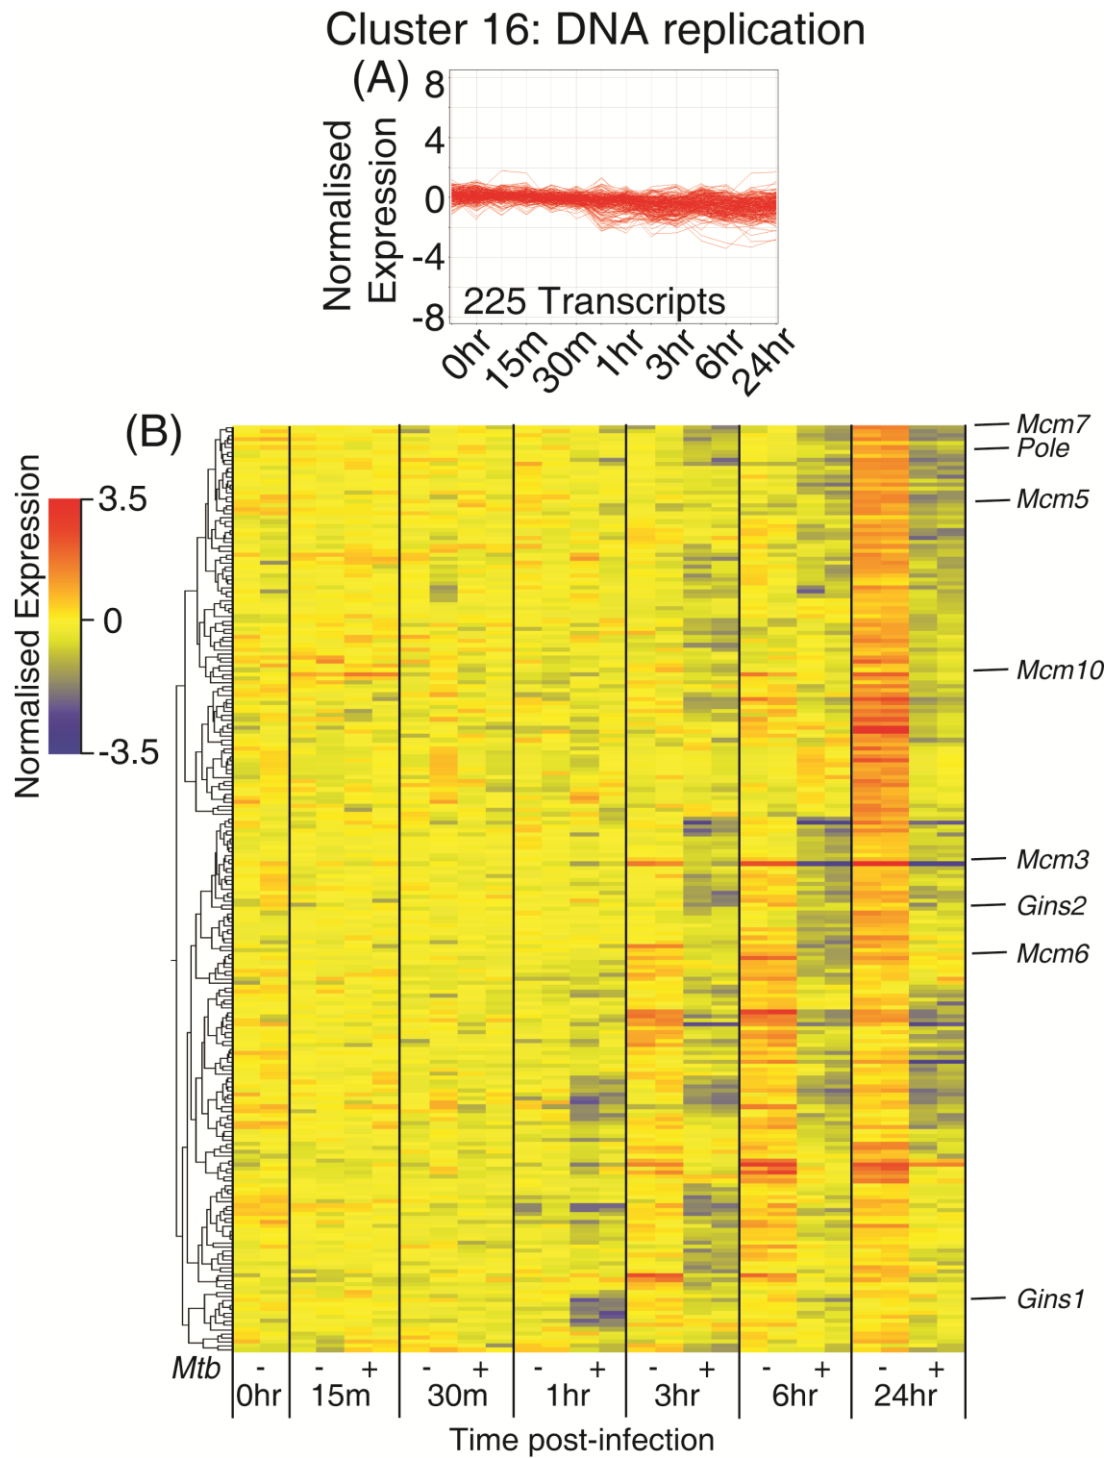 Cluster 16: DNA replication
(A)
Normalised
Expression
8
4
0
-4
-8
225 Transcripts
0hr 15m 30m 1hr 3hr 6hr 24hr
(B)
Normalised Expression
3.5
0
-3.5
Mcm7
Pole
Mcm5
Mcm10
Mcm3
Gins2
Mcm6
Gins1
Mtb - - + - + - + - + - + - +
0hr 15m 30m 1hr 3hr 6hr 24hr
Time post-infection